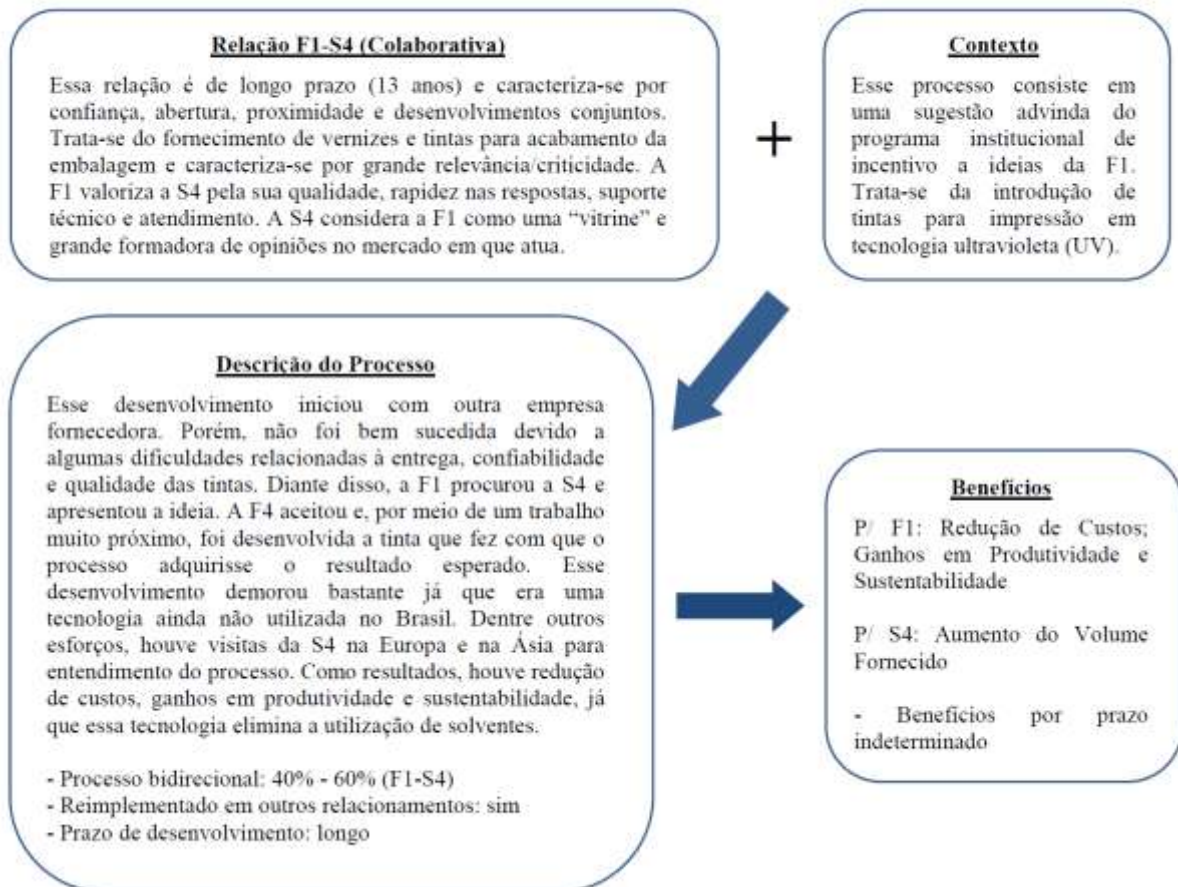 Relação F1-S4 (Colaborativa)
Essa relação é de longo prazo (13 anos) e caracteriza-se por
confiança, abertura, proximidade e desenvolvimentos conjuntos.
Trata-se do fornecimento de vernizes e tintas para acabamento da
embalagem e caracteriza-se por grande relevância/criticidade. A
F1 valoriza a S4 pela sua qualidade, rapidez nas respostas, suporte
técnico e atendimento. A S4 considera a F1 como uma “vitrine” e
grande formadora de opiniões no mercado em que atua.
+
Contexto
Esse processo consiste em
uma sugestão advinda do
programa institucional de
incentivo a ideias da F1.
Trata-se da introdução de
tintas para impressão em
tecnologia ultravioleta (UV).
Descrição do Processo
Esse desenvolvimento iniciou com outra empresa
fornecedora. Porém, não foi bem sucedida devido a
algumas dificuldades relacionadas à entrega, confiabilidade
e qualidade das tintas. Diante disso, a F1 procurou a S4 e
apresentou a ideia. A F4 aceitou e, por meio de um trabalho
muito próximo, foi desenvolvida a tinta que fez com que o
processo adquirisse o resultado esperado. Esse
desenvolvimento demorou bastante já que era uma
tecnologia ainda não utilizada no Brasil. Dentre outros
esforços, houve visitas da S4 na Europa e na Ásia para
entendimento do processo. Como resultados, houve redução
de custos, ganhos em produtividade e sustentabilidade, já
que essa tecnologia elimina a utilização de solventes.
- Processo bidirecional: 40% - 60% (F1-S4)
- Reimplementado em outros relacionamentos: sim
- Prazo de desenvolvimento: longo
Benefícios
P/ F1: Redução de Custos;
Ganhos em Produtividade e
Sustentabilidade
P/ S4: Aumento do Volume
Fornecido
- Benefícios por prazo
indeterminado